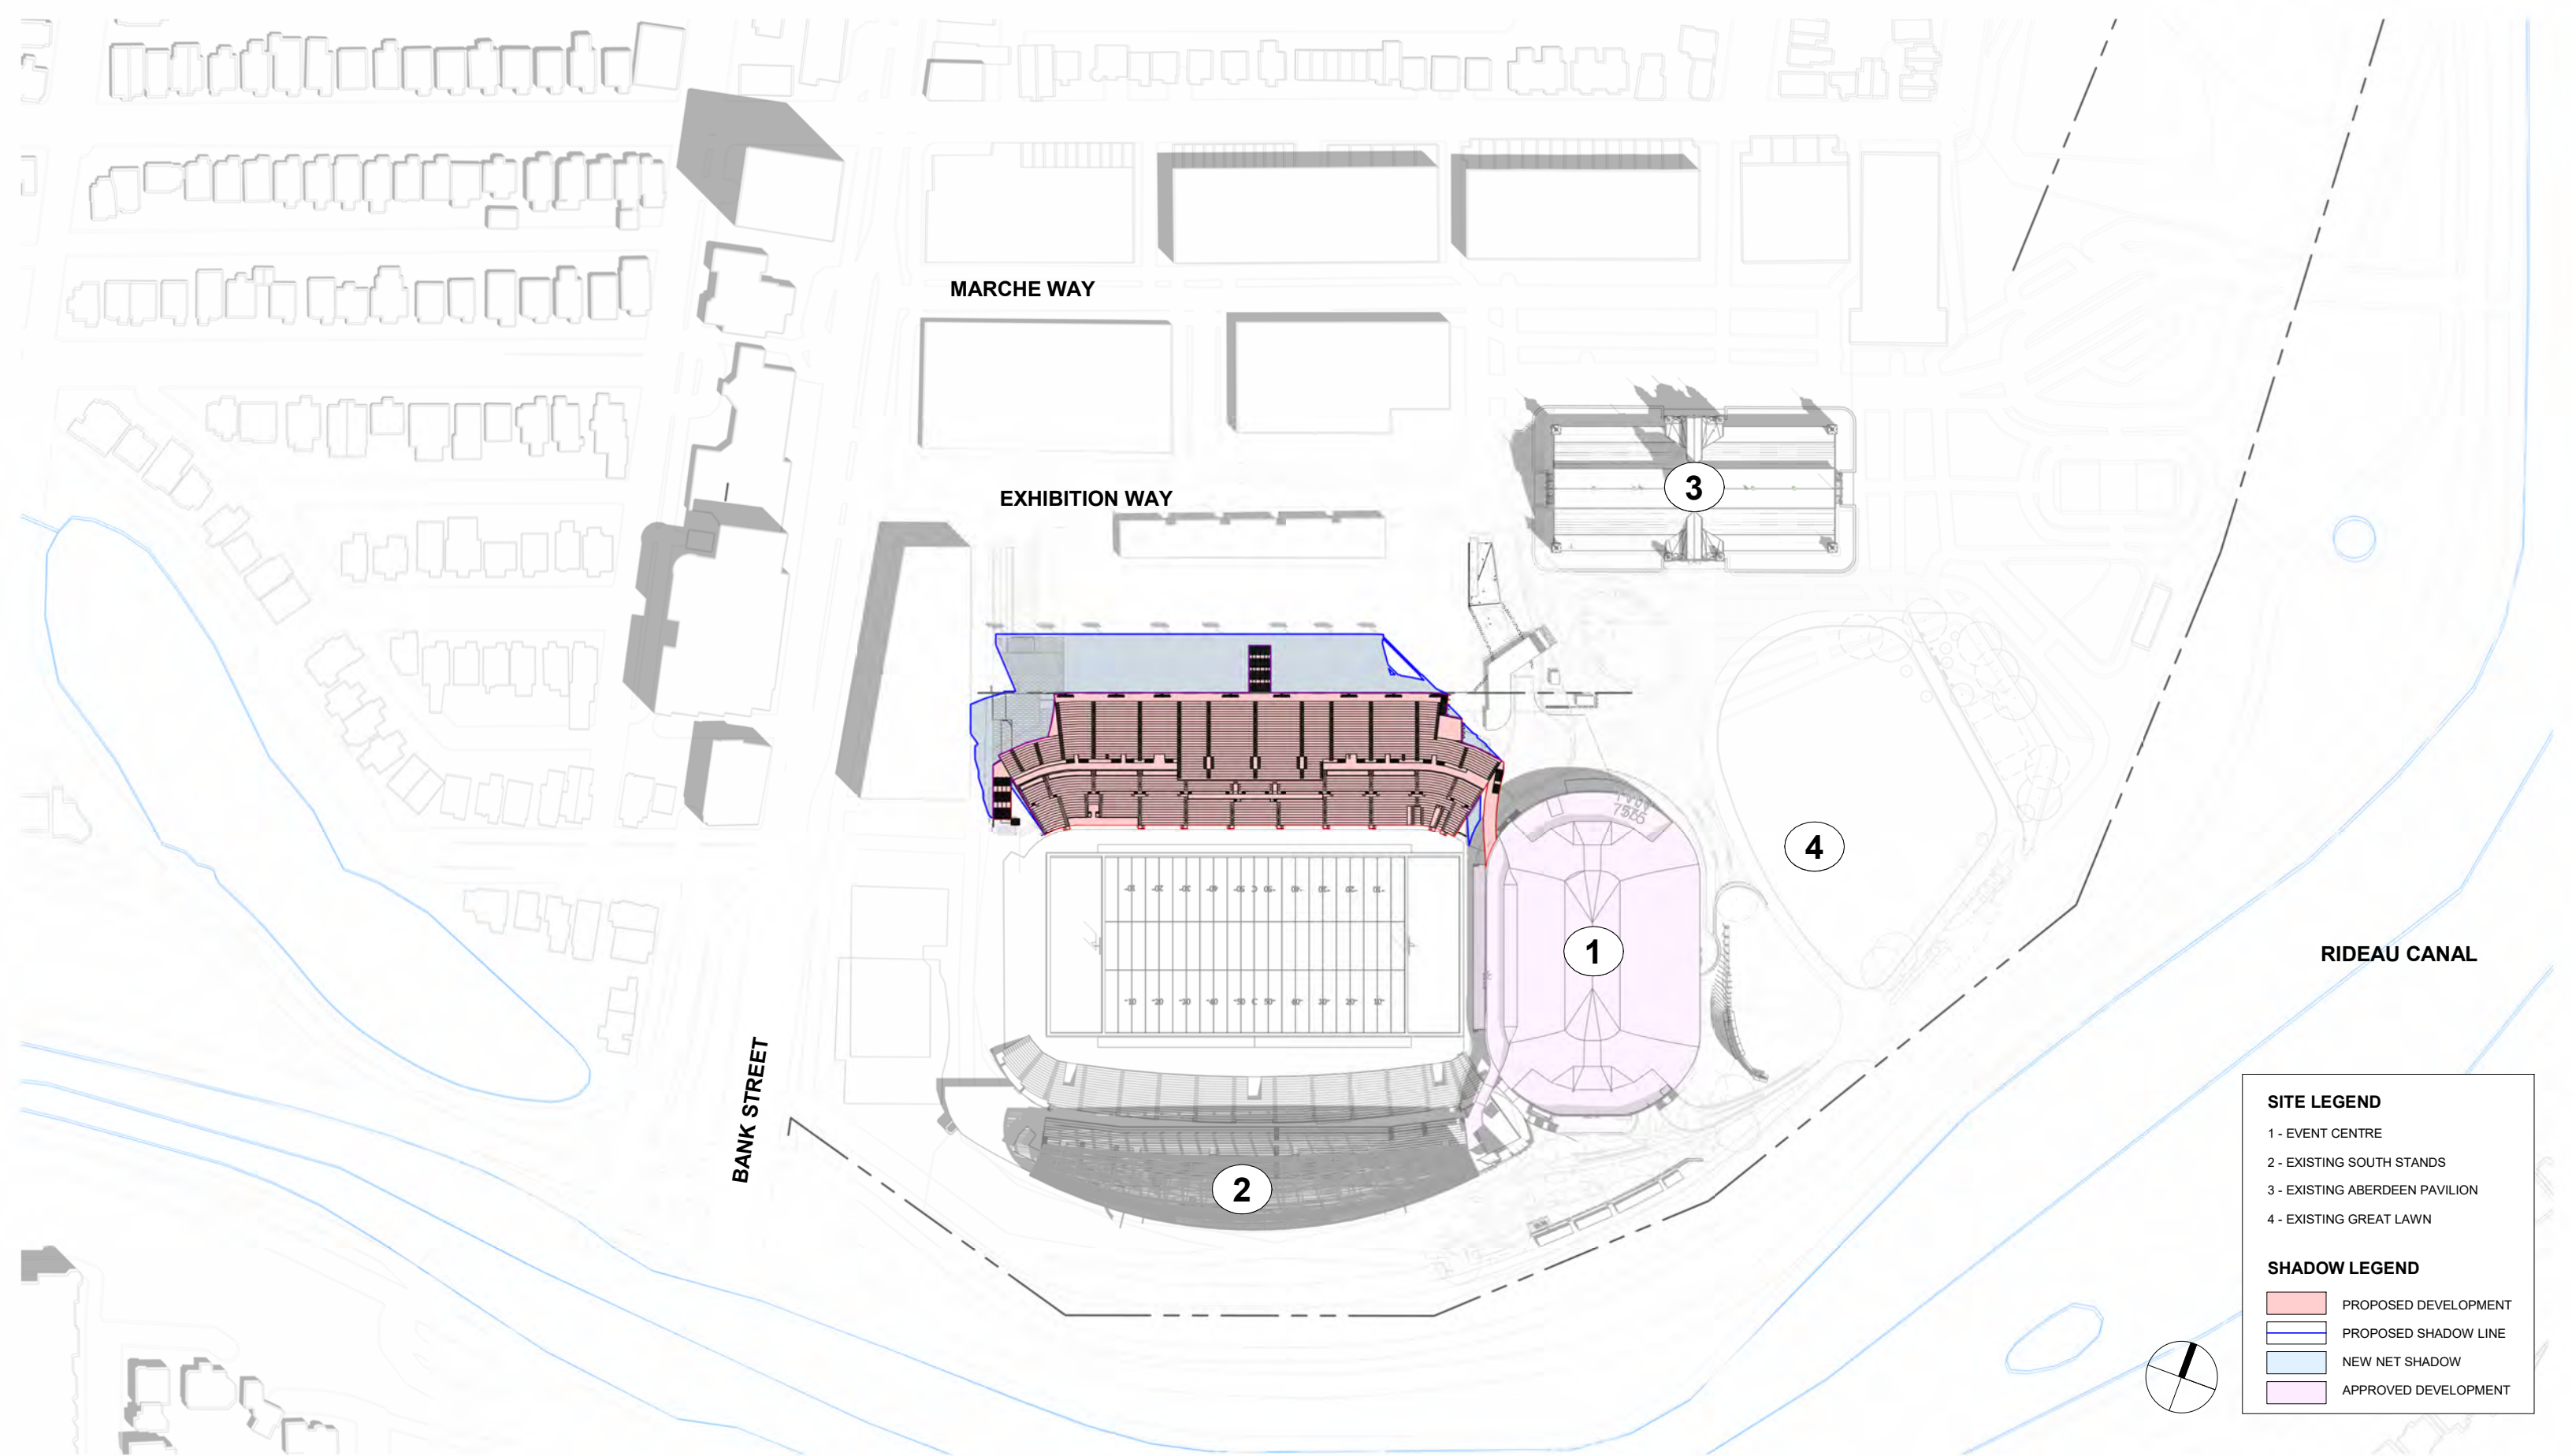 MARCHE WAY
EXHIBITION WAY
3
4
1
RIDEAU CANAL
BANK STREET
2
SITE LEGEND
1 - EVENT CENTRE
2 - EXISTING SOUTH STANDS
3 - EXISTING ABERDEEN PAVILION
4 - EXISTING GREAT LAWN
SHADOW LEGEND
PROPOSED DEVELOPMENT
PROPOSED SHADOW LINE
NEW NET SHADOW
APPROVED DEVELOPMENT